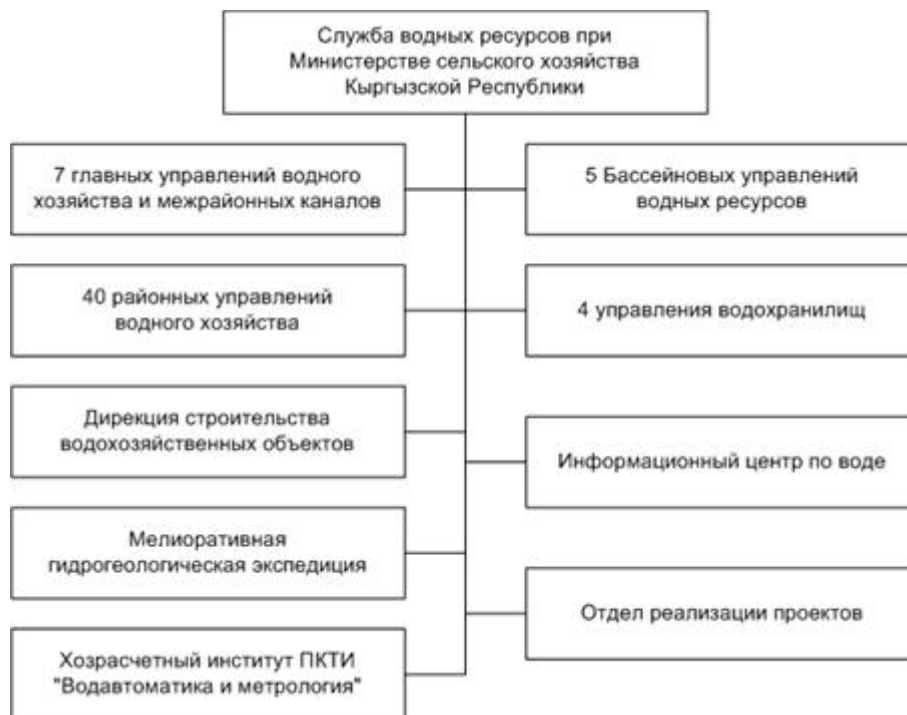 Служба водных ресурсов при
Министерстве сельского хозяйства
Кыргызской Республики
7 главных управлений водного
хозяйства и межрайонных каналов
5 Бассейновых управлений
водных ресурсов
40 районных управлений
водного хозяйства
4 управления водохранилищ
Дирекция строительства
водохозяйственных объектов
Информационный центр по воде
Мелиоративная
гидрогеологическая экспедиция
Отдел реализации проектов
Хозрасчетный институт ПКТИ
"Водавтоматика и метрология"